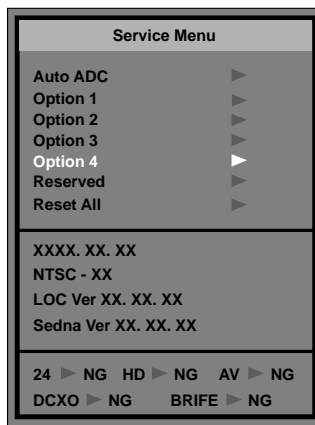 Service Menu
Auto ADC
Option 1
Option 2
Option 3
Option 4
Reserved
Reset All
XXXX. XX. XX
NTSC - XX
LOC Ver XX. XX. XX
Sedna Ver XX. XX. XX
24 ▶ NG HD ▶ NG AV ▶ NG
DCXO ▶ NG BRIFE ▶ NG